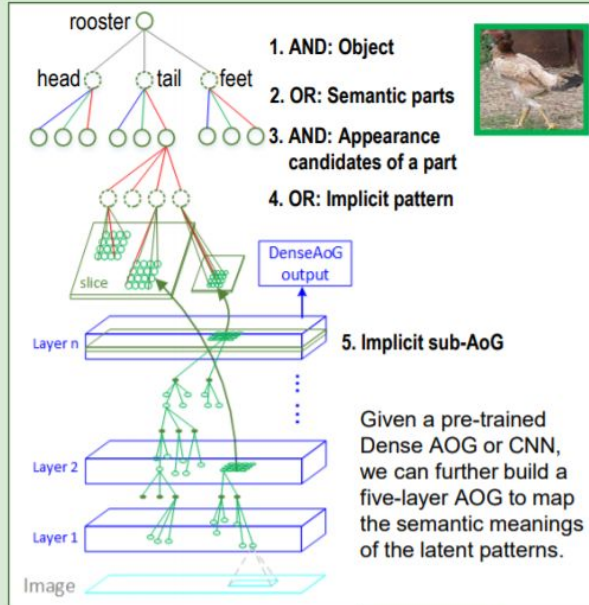 rooster
head
tail
feet
1. AND: Object
2. OR: Semantic parts
3. AND: Appearance
candidates of a part
4. OR: Implicit pattern
slice
DenseAoG
output
Layer n
5. Implicit sub-AoG
Layer 2
Layer 1
Image
Given a pre-trained
Dense AOG or CNN,
we can further build a
five-layer AOG to map
the semantic meanings
of the latent patterns.